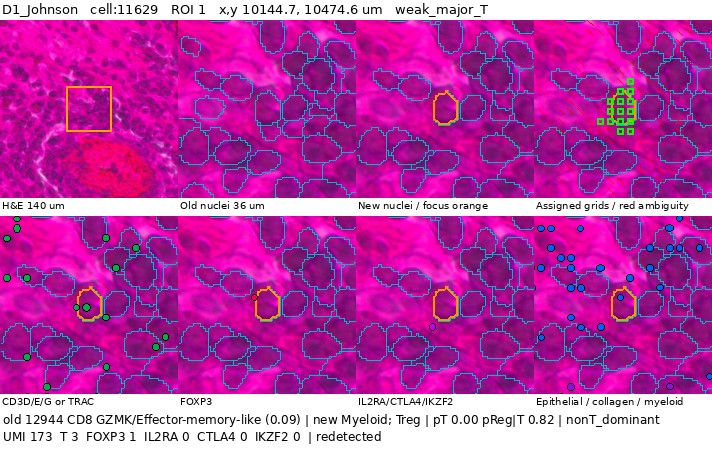 D1_Johnson cell:11629 ROI 1 x,y 10144.7, 10474.6 um weak_major_T
H&E 140 um
Old nuclei 36 um
New nuclei / focus orange
Assigned grids / red ambiguity
CD3D/E/G or TRAC
FOXP3
IL2RA/CTLA4/IKZF2
Epithelial / collagen / myeloid
old 12944 CD8 GZMK/Effector-memory-like (0.09) | new Myeloid; Treg | pT 0.00 pReg|T 0.82 | nonT_dominant
UMI 173 T 3 FOXP3 1 IL2RA 0 CTLA4 0 IKZF2 0 | redetected